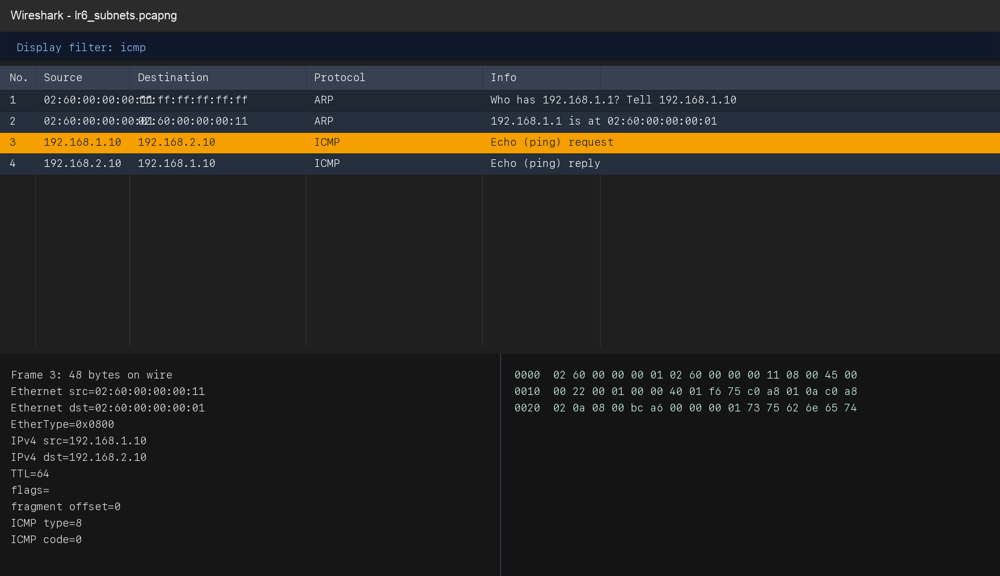 Wireshark - lr6_subnets.pcapng
Display filter: icmp
No. Source Destination Protocol Info
1 02:60:00:00:00:11 ff:ff:ff:ff:ff:ff ARP Who has 192.168.1.1? Tell 192.168.1.10
2 02:60:00:00:00:01 02:60:00:00:00:11 ARP 192.168.1.1 is at 02:60:00:00:00:01
3 192.168.1.10 192.168.2.10 ICMP Echo (ping) request
4 192.168.2.10 192.168.1.10 ICMP Echo (ping) reply
Frame 3: 48 bytes on wire
Ethernet src=02:60:00:00:00:11
Ethernet dst=02:60:00:00:00:01
EtherType=0x0800
IPv4 src=192.168.1.10
IPv4 dst=192.168.2.10
TTL=64
flags=
fragment offset=0
ICMP type=8
ICMP code=0
0000 02 60 00 00 00 01 02 60 00 00 00 11 08 00 45 00
0010 00 22 00 01 00 00 40 01 f6 75 c0 a8 01 0a c0 a8
0020 02 0a 08 00 bc a6 00 00 00 01 73 75 62 6e 65 74